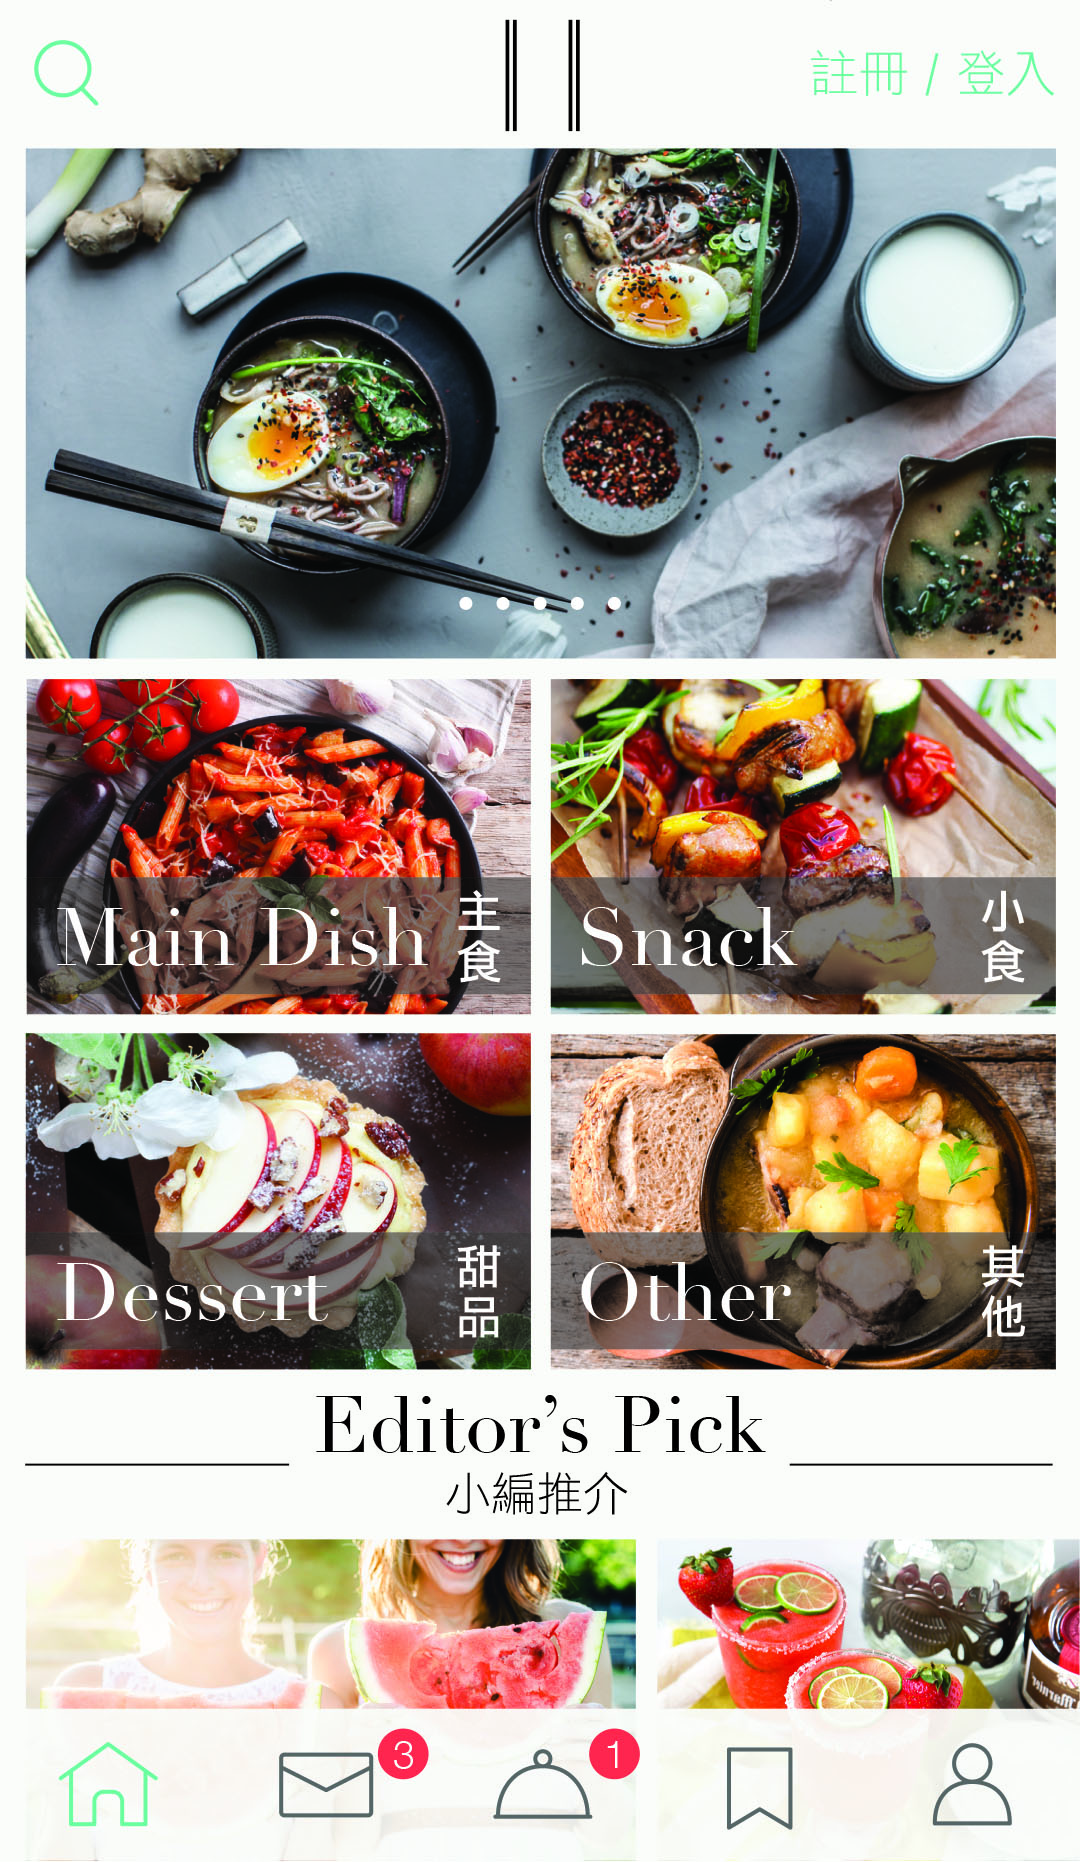 註冊 / 登入
Main Dish
主食
Snack
小食
Dessert
甜品
Other
其他
Editor’s Pick
小編推介
3
1